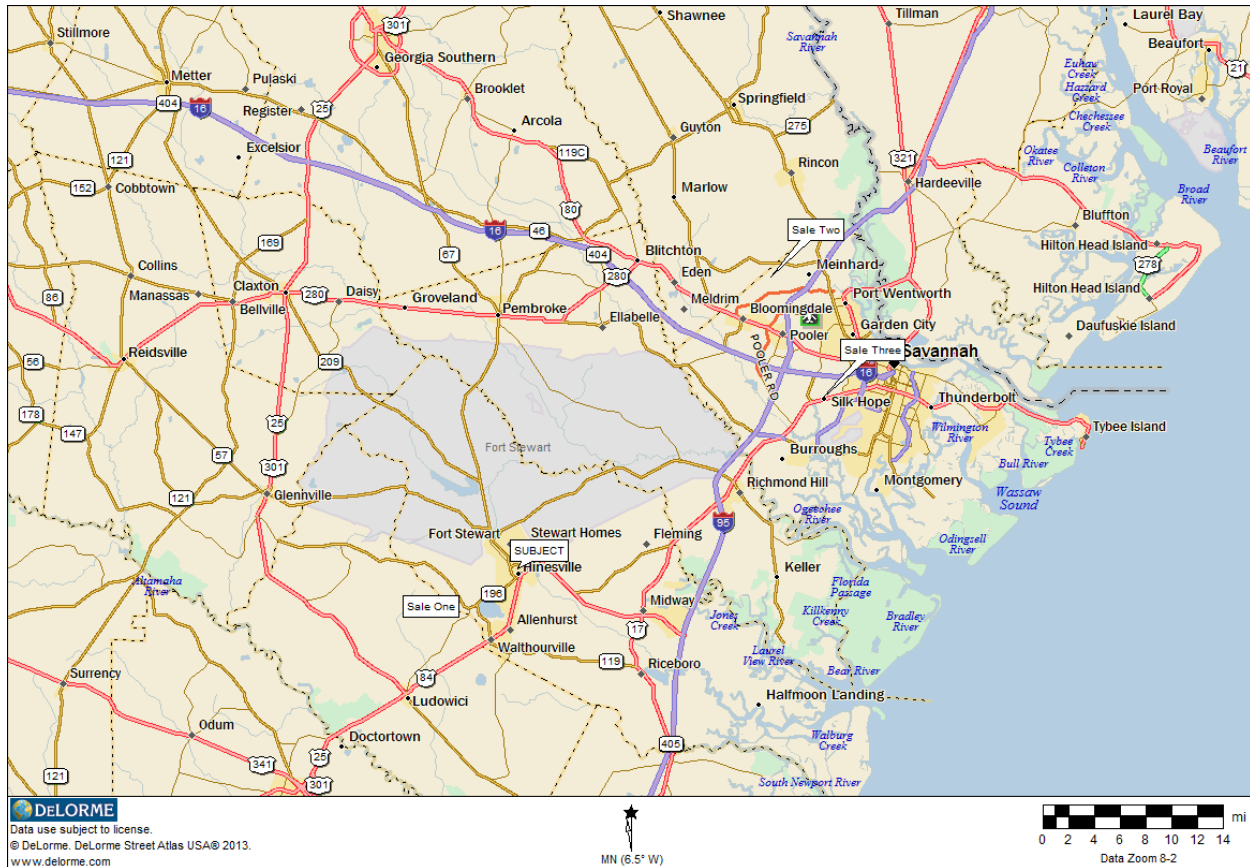 Stillmore
301
Shawnee
Tillman
Laurel Bay
Georgia Southern
Savannah
River
Beaufort
21
Metter
Pulaski
Euhaw
Creek
Hazzard
Creek
Port Royal
404
16
Register
25
Brooklet
Springfield
Chechessee
Creek
Arcola
275
Excelsior
Guyton
119C
Okatee
River
Beaufort
River
121
321
Rincon
Colleton
River
152
Cobbtown
Marlow
Hardeeville
Broad
River
80
Bluffton
169
16
46
Sale Two
Blitchton
Hilton Head Island
67
404
Collins
Eden
Meinhard
278
280
Manassas
Claxton
Daisy
Meldrim
Hilton Head Island
86
280
Groveland
Pembroke
Port Wentworth
Bellville
Bloomingdale
Ellabelle
Garden City
Daufuskie Island
Pooler
Sale Three
Savannah
56
Reidsville
209
POOLER RD
16
178
Silk Hope
Thunderbolt
25
147
Wilmington
River
Tybee Island
Fort Stewart
Burroughs
Tybee
Creek
57
301
Bull River
121
Glennville
Richmond Hill
Montgomery
Wassaw
Sound
Ogeechee
River
95
Fort Stewart
Stewart Homes
Fleming
Odingsell
River
SUBJECT
Hinesville
Keller
Altamaha
River
Florida
Passage
196
Sale One
Midway
Jones
Creek
Killkenny
Creek
Bradley
River
Allenhurst
17
Walthourville
Laurel
View River
119
Riceboro
Bear River
Surrency
84
Ludowici
Halfmoon Landing
Odum
Doctortown
405
Walburg
Creek
25
121
341
301
South Newport River
DELORME
Data use subject to license.
© DeLorme. DeLorme Street Atlas USA® 2013.
www.delorme.com
MN (6.5° W)
mi
0 2 4 6 8 10 12 14
Data Zoom 8-2